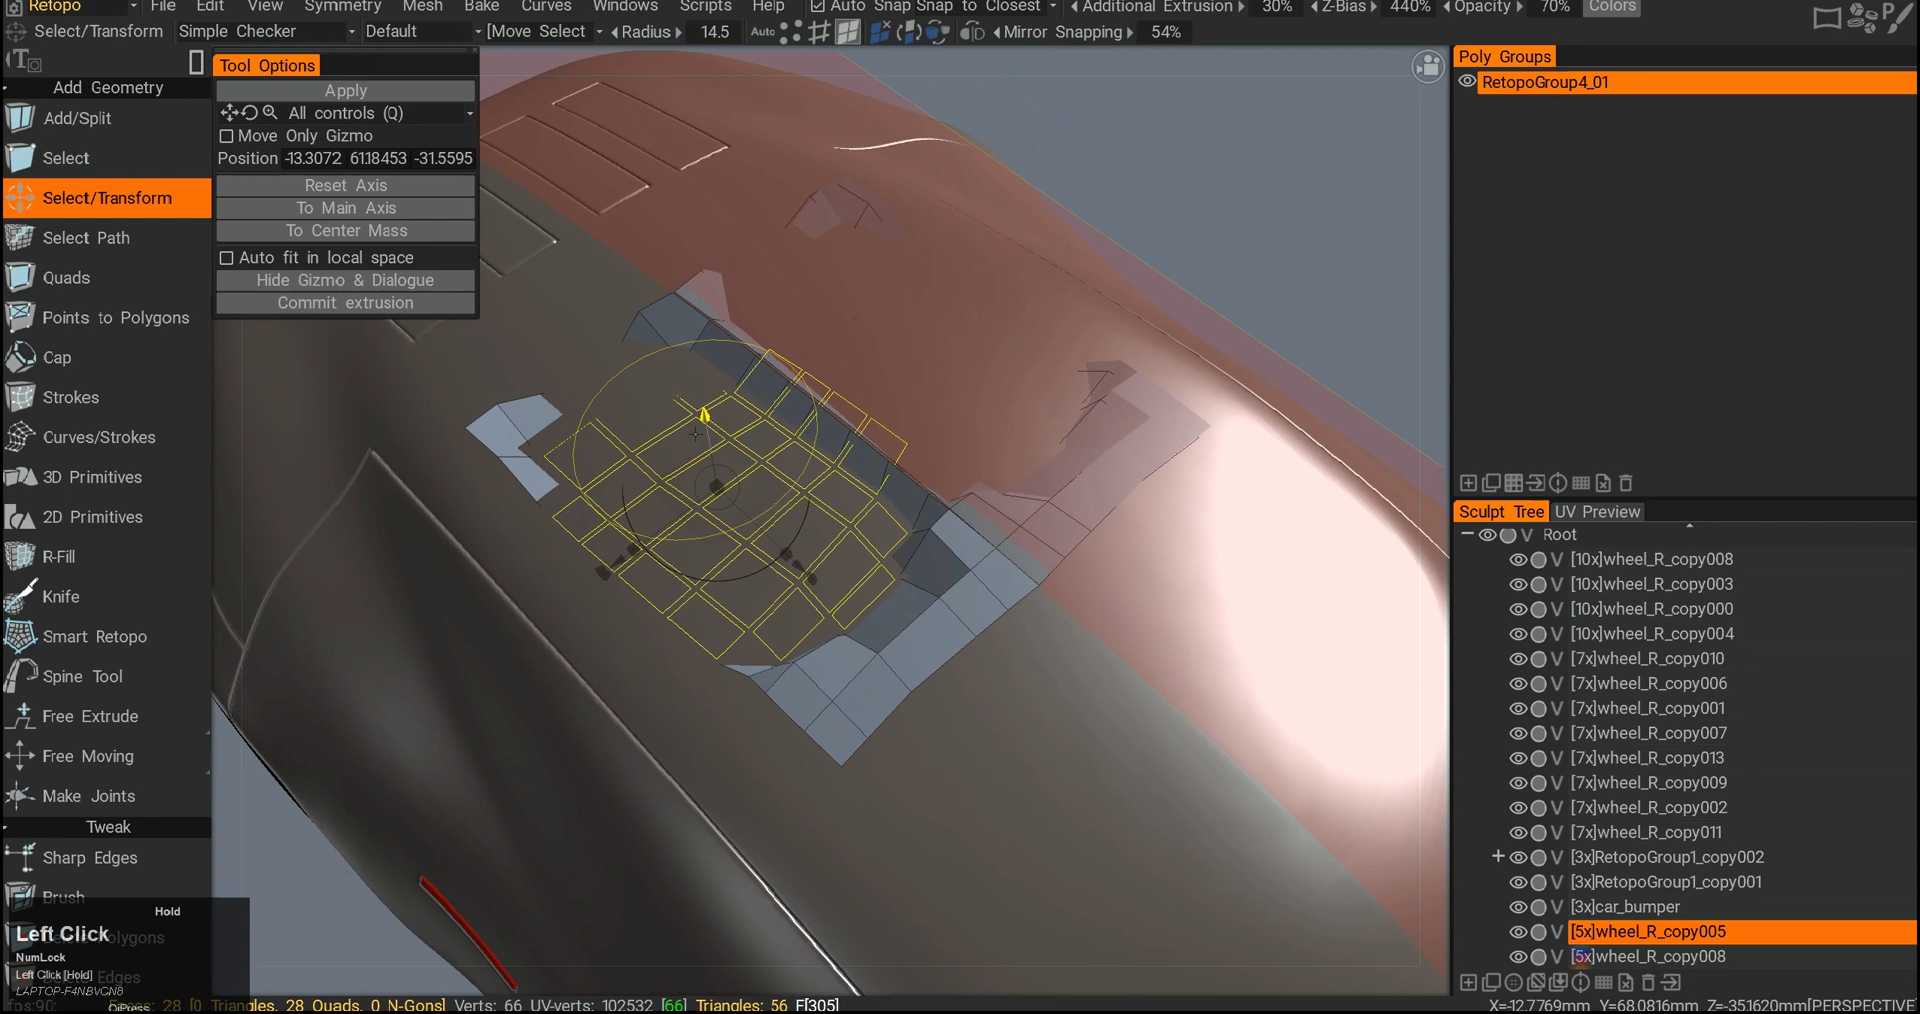 Retopo File Edit View Symmetry Mesh Bake Curves Windows Scripts Help Auto Snap Snap to Closest Additional Extrusion 30% Z-Bias 440% Opacity 70% Colors
Select/Transform Simple Checker Default [Move Select Radius 14.5 Auto Mirror Snapping 54%
Add Geometry
Add/Split
Select
Select/Transform
Select Path
Quads
Points to Polygons
Cap
Strokes
Curves/Strokes
3D Primitives
2D Primitives
R-Fill
Knife
Smart Retopo
Spine Tool
Free Extrude
Free Moving
Make Joints
Tweak
Sharp Edges
Brush
Hold
Left Click
NumLock
Left Click [Hold]
LAPTOP-F4NBVGN8
Tool Options
Apply
All controls (Q)
Move Only Gizmo
Position -13.3072 61.18453 -31.5595
Reset Axis
To Main Axis
To Center Mass
Auto fit in local space
Hide Gizmo & Dialogue
Commit extrusion
Poly Groups
RetopoGroup4_01
Sculpt Tree UV Preview
Root
V [10x]wheel_R_copy008
V [10x]wheel_R_copy003
V [10x]wheel_R_copy000
V [10x]wheel_R_copy004
V [7x]wheel_R_copy010
V [7x]wheel_R_copy006
V [7x]wheel_R_copy001
V [7x]wheel_R_copy007
V [7x]wheel_R_copy013
V [7x]wheel_R_copy009
V [7x]wheel_R_copy002
V [7x]wheel_R_copy011
V [3x]RetopoGroup1_copy002
V [3x]RetopoGroup1_copy001
V [3x]car_bumper
V [5x]wheel_R_copy005
V [5x]wheel_R_copy008
28 [0 Triangles, 28 Quads, 0 N-Gons] Verts: 66 UV-verts: 102532 [66] Triangles: 56 F[305]
X=-12.7769mm Y=68.0816mm Z=-35.1620mm[PERSPECTIVE